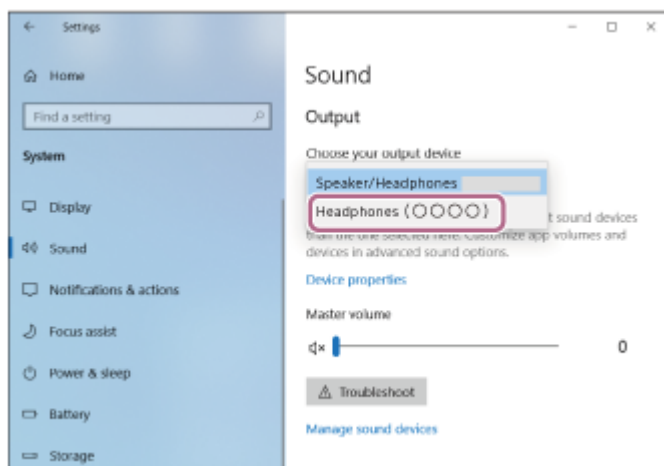 Settings
Home
Find a setting
System
Display
Sound
Notifications & actions
Focus assist
Power & sleep
Battery
Storage
Sound
Output
Choose your output device
Speaker/Headphones
Headphones (○○○○)
t sound devices
than the one selected here. Customize app volumes and
devices in advanced sound options.
Device properties
Master volume
0
Troubleshoot
Manage sound devices